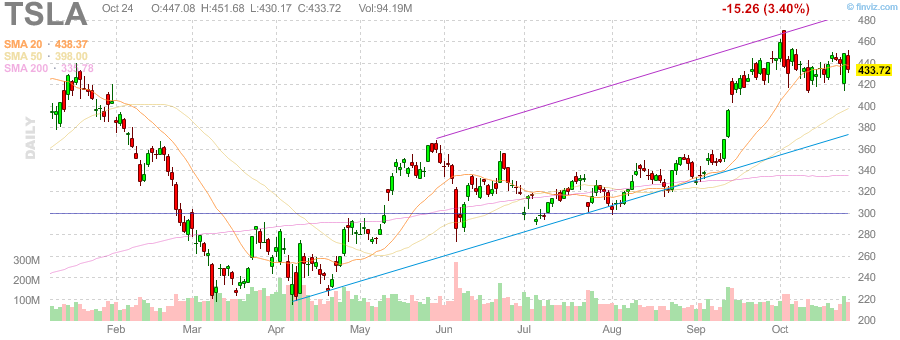 TSLA Oct 24 O:447.08 H:451.68 L:430.17 C:433.72 Vol:94.19M -15.26 (3.40%) © finviz.com
SMA 20 · 438.37
SMA 50 · 398.00
SMA 200 ·
DAILY
480
460
440
433.72
420
400
380
360
340
320
300
280
260
240
220
200
300M
200M
100M
Feb Mar Apr May Jun Jul Aug Sep Oct